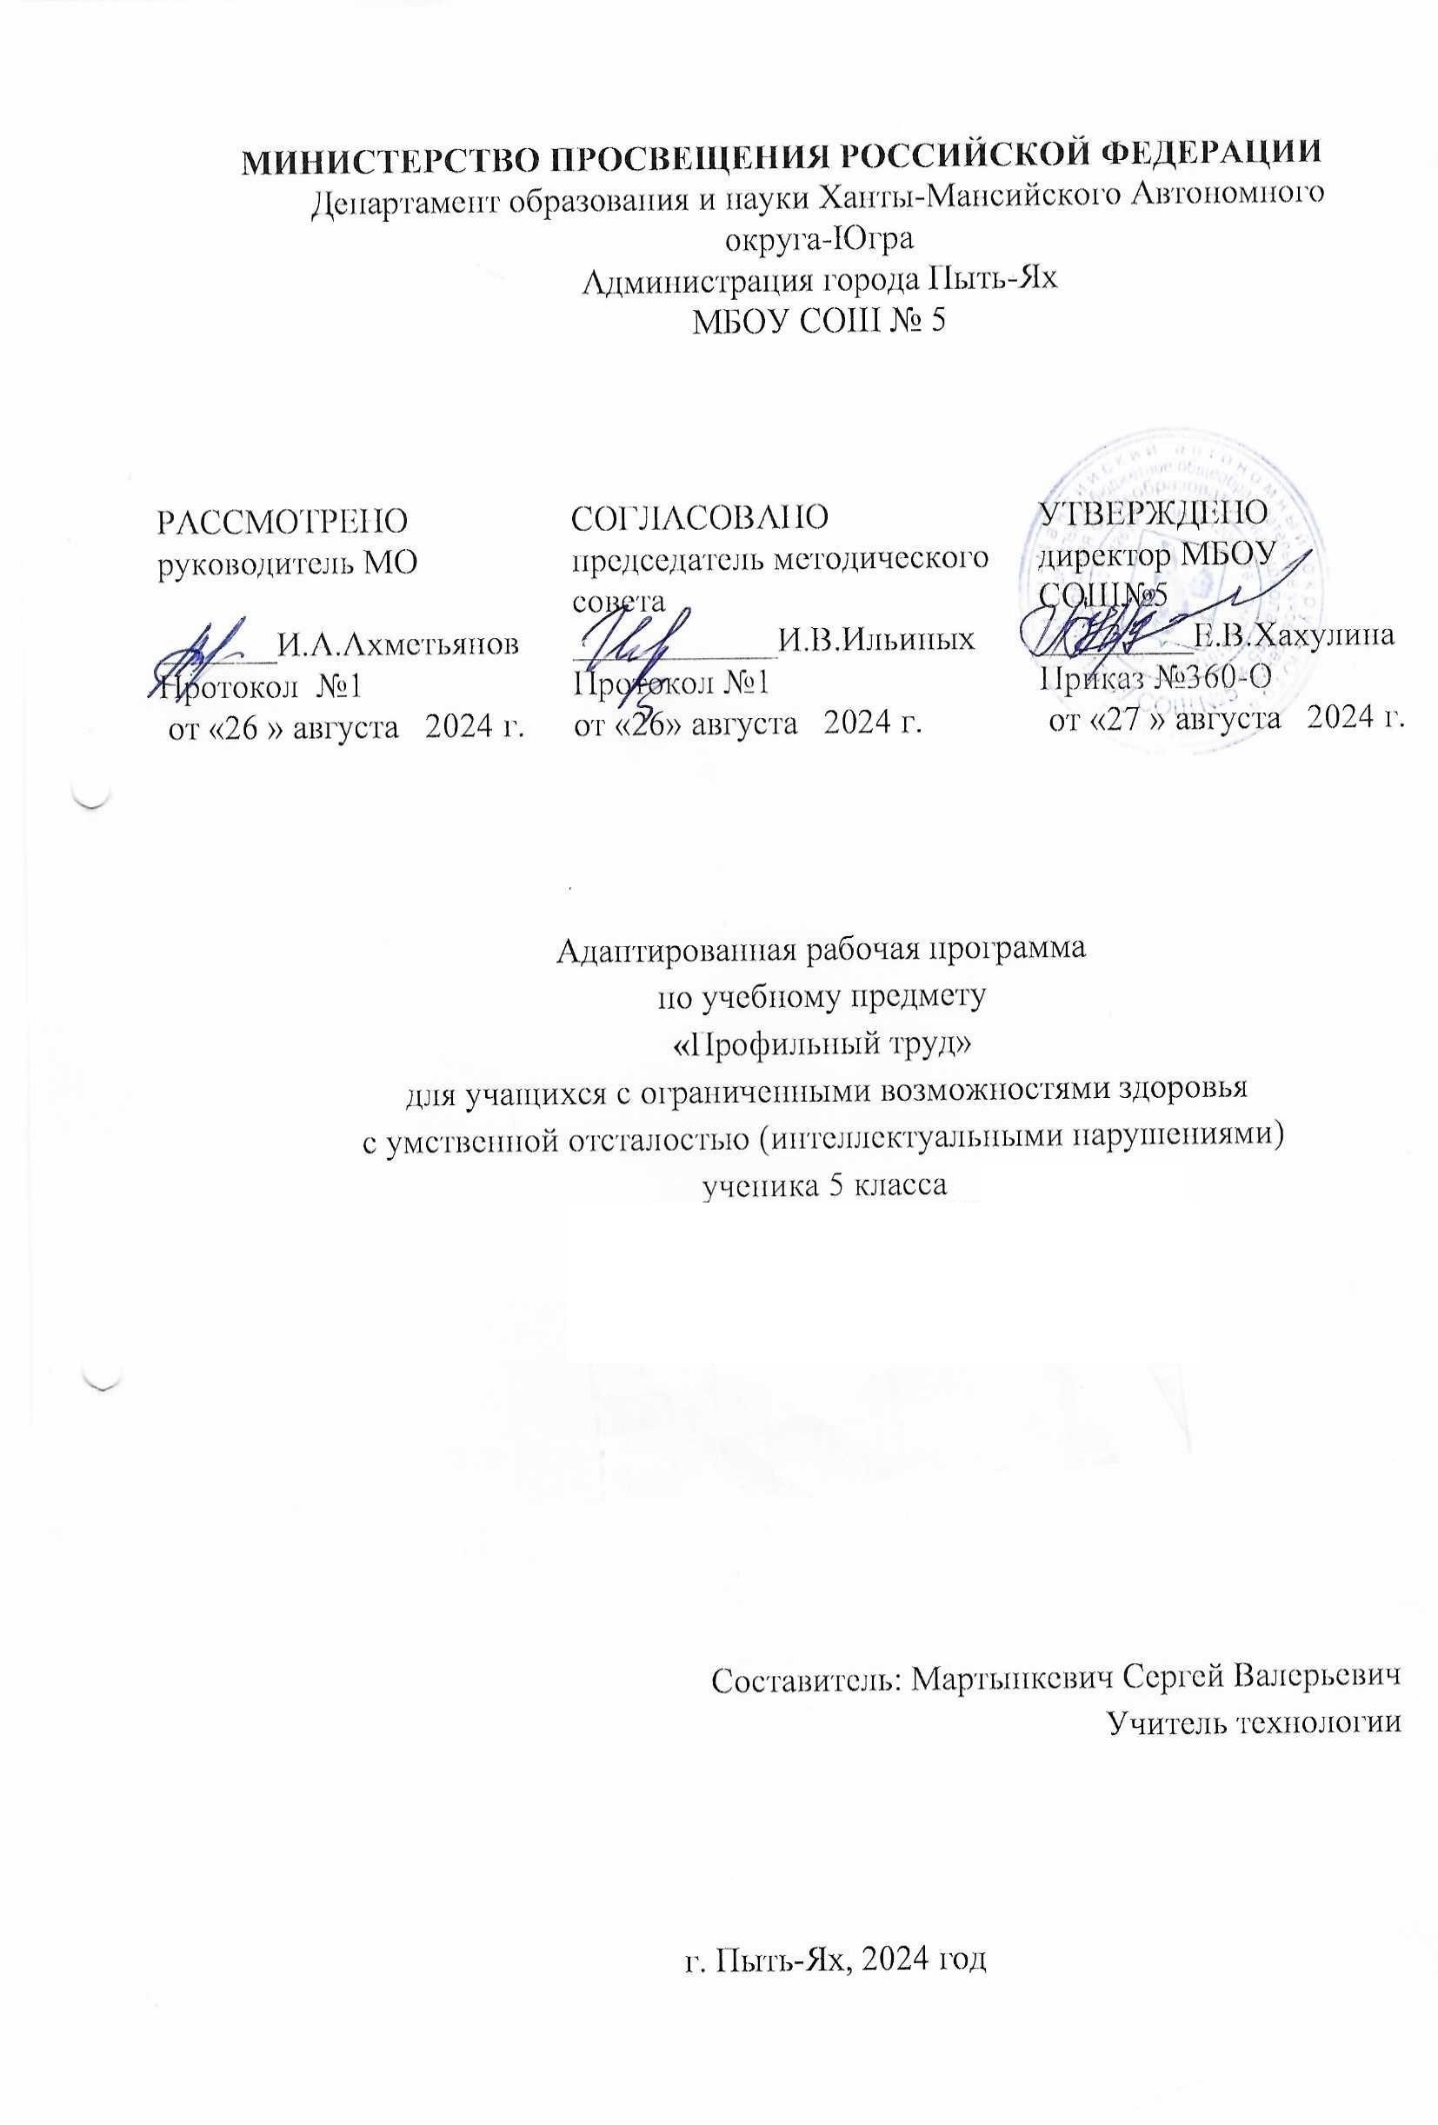 МИНИСТЕРСТВО ПРОСВЕЩЕНИЯ РОССИЙСКОЙ ФЕДЕРАЦИИ
Департамент образования и науки Ханты-Мансийского Автономного
округа-Югра
Администрация города Пыть-Ях
МБОУ СОШ № 5
РАССМОТРЕНО
руководитель МО
И.А.Ахметьянов
Протокол №1
от «26 » августа 2024 г.
СОГЛАСОВАНО
председатель методического
совета
И.В.Ильиных
Протокол №1
от «26» августа 2024 г.
УТВЕРЖДЕНО
директор МБОУ
СОШ№5
Е.В.Хахулина
Приказ №360-О
от «27 » августа 2024 г.
Адаптированная рабочая программа
по учебному предмету
«Профильный труд»
для учащихся с ограниченными возможностями здоровья
с умственной отсталостью (интеллектуальными нарушениями)
ученика 5 класса
Составитель: Мартынкевич Сергей Валерьевич
Учитель технологии
г. Пыть-Ях, 2024 год